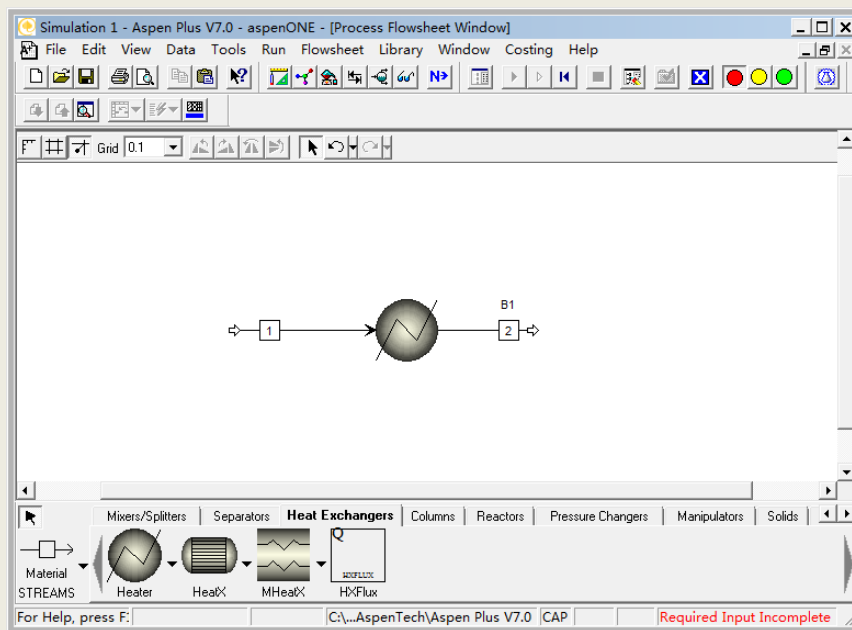 Simulation 1 - Aspen Plus V7.0 - aspenONE - [Process Flowsheet Window]
File Edit View Data Tools Run Flowsheet Library Window Costing Help
N>
Grid 0.1
B1
1 2
Mixers/Splitters Separators Heat Exchangers Columns Reactors Pressure Changers Manipulators Solids
Q
HXFLUX
Material Heater HeatX MHeatX HXFlux
STREAMS
For Help, press F: C:\...AspenTech\Aspen Plus V7.0 CAP Required Input Incomplete